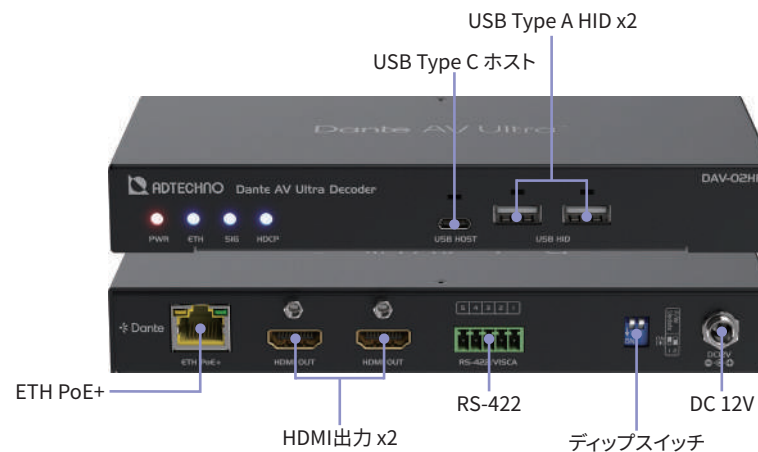 USB Type A HID x2
USB Type C ホスト
Dante AV Ultra
ADTECHNO Dante AV Ultra Decoder
DAV-02H
PWR ETH SIG HDCP
USB HOST
USB HID
5 4 3 2 1
Dante
ETH PoE+
HDMI OUT
HDMI OUT
RS-422/VISCA
DC12V
ETH PoE+
HDMI出力 x2
RS-422
ディップスイッチ
DC 12V